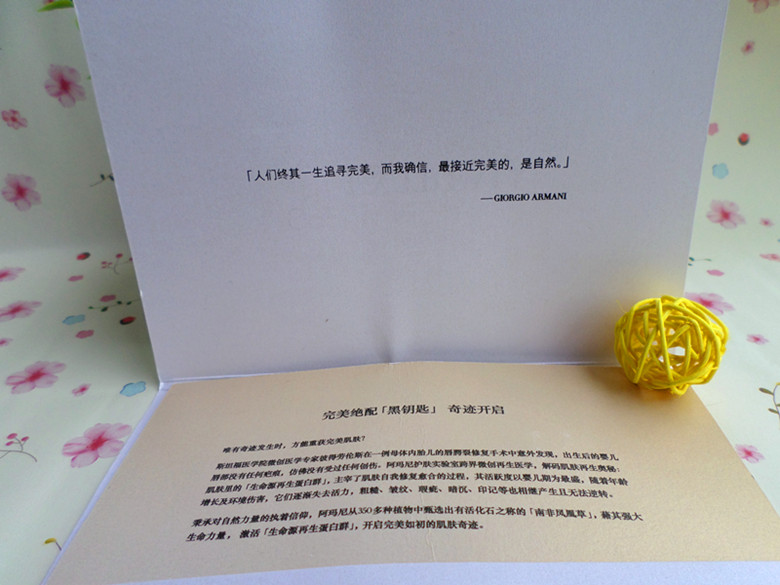 「人们终其一生追寻完美，而我确信，最接近完美的，是自然。」
—GIORGIO ARMANI
完美绝配「黑钥匙」 奇迹开启
唯有奇迹发生时，方能重获完美肌肤？
斯坦福医学院微创医学专家彼得劳伦斯在一例母体内胎儿的唇腭裂修复手术中意外发现，出生后的婴儿
唇部没有任何疤痕，仿佛没有受过任何创伤，阿玛尼护肤实验室跨界微创再生医学，解码肌肤再生奥秘：
肌肤里的「生命源再生蛋白群」，主宰了肌肤自我修复愈合的过程，其活跃度以婴儿期为最盛，随着年龄
增长及环境伤害，它们逐渐失去活力，粗糙、皱纹、瑕疵、暗沉、印记等也相继产生且无法逆转。
秉承对自然力量的执着信仰，阿玛尼从350多种植物中甄选出有活化石之称的「南非凤凰草」，藉其强大
生命力量，激活「生命源再生蛋白群」，开启完美如初的肌肤奇迹。